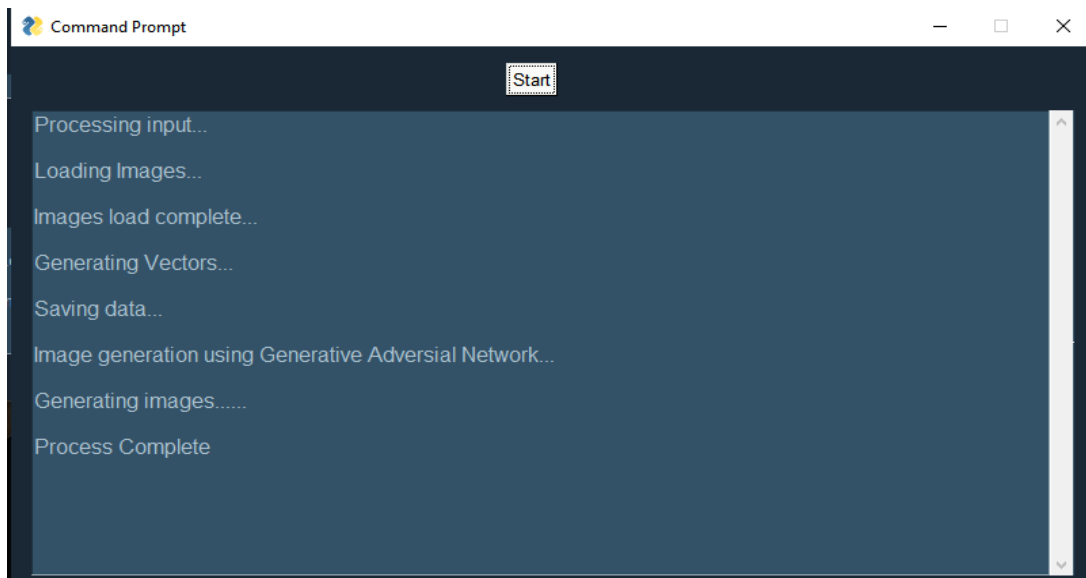 Command Prompt
Start
Processing input...
Loading Images...
Images load complete...
Generating Vectors...
Saving data...
Image generation using Generative Adversial Network...
Generating images......
Process Complete